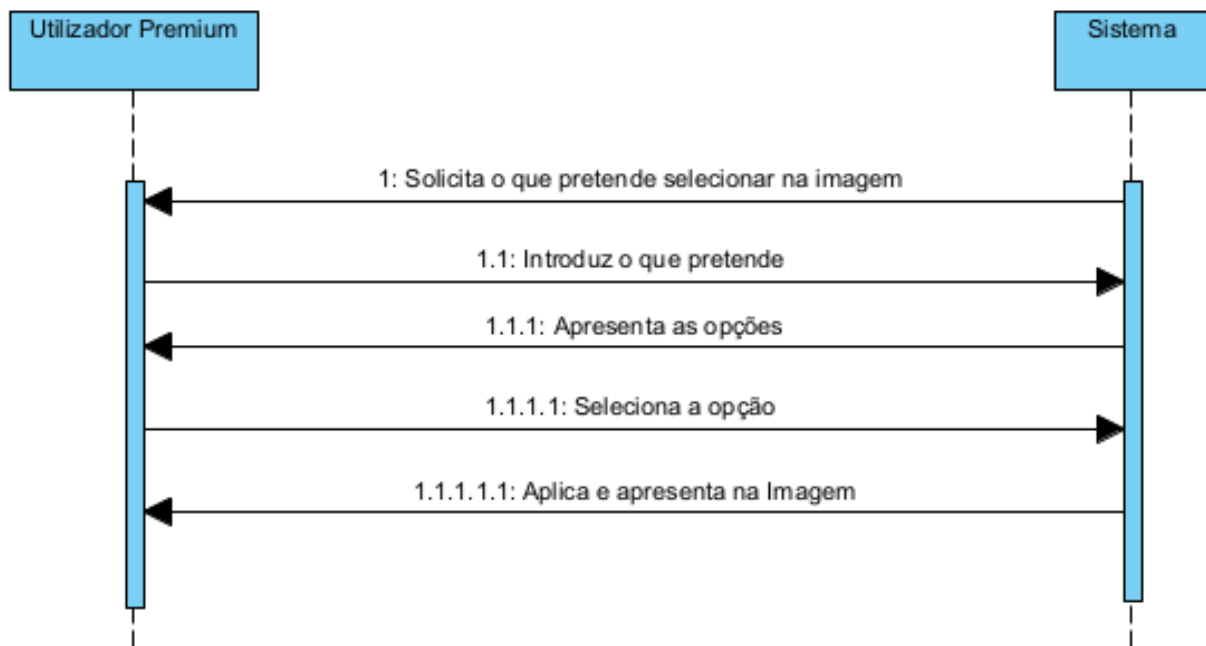 Utilizador Premium
Sistema
1: Solicita o que pretende selecionar na imagem
1.1: Introduz o que pretende
1.1.1: Apresenta as opções
1.1.1.1: Seleciona a opção
1.1.1.1.1: Aplica e apresenta na Imagem